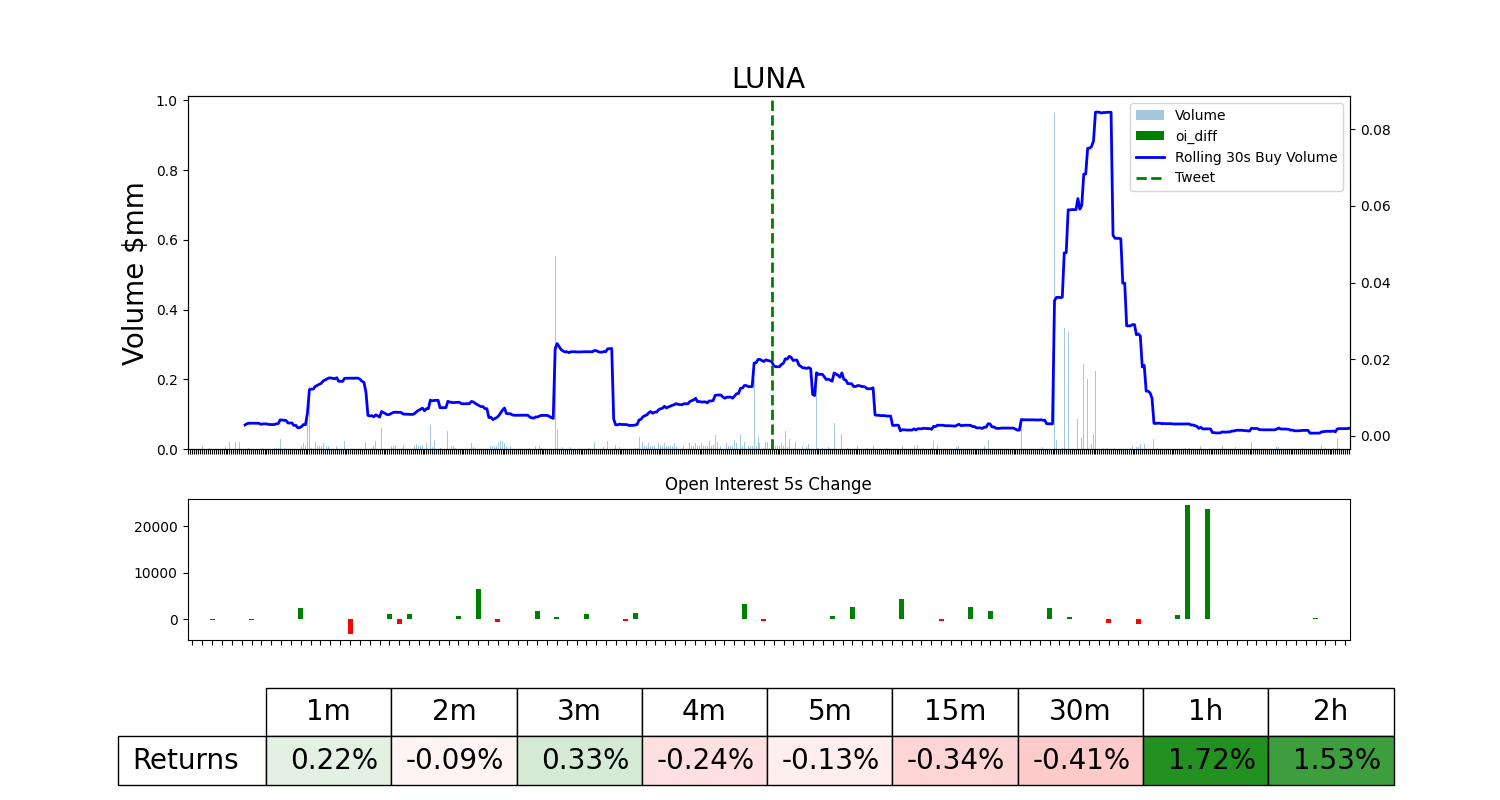 LUNA
1.0
0.8
0.6
0.4
0.2
0.0
Volume $mm
0.08
0.06
0.04
0.02
0.00
Volume
oi_diff
Rolling 30s Buy Volume
Tweet
Open Interest 5s Change
20000
10000
0
1m 2m 3m 4m 5m 15m 30m 1h 2h
Returns 0.22% -0.09% 0.33% -0.24% -0.13% -0.34% -0.41% 1.72% 1.53%